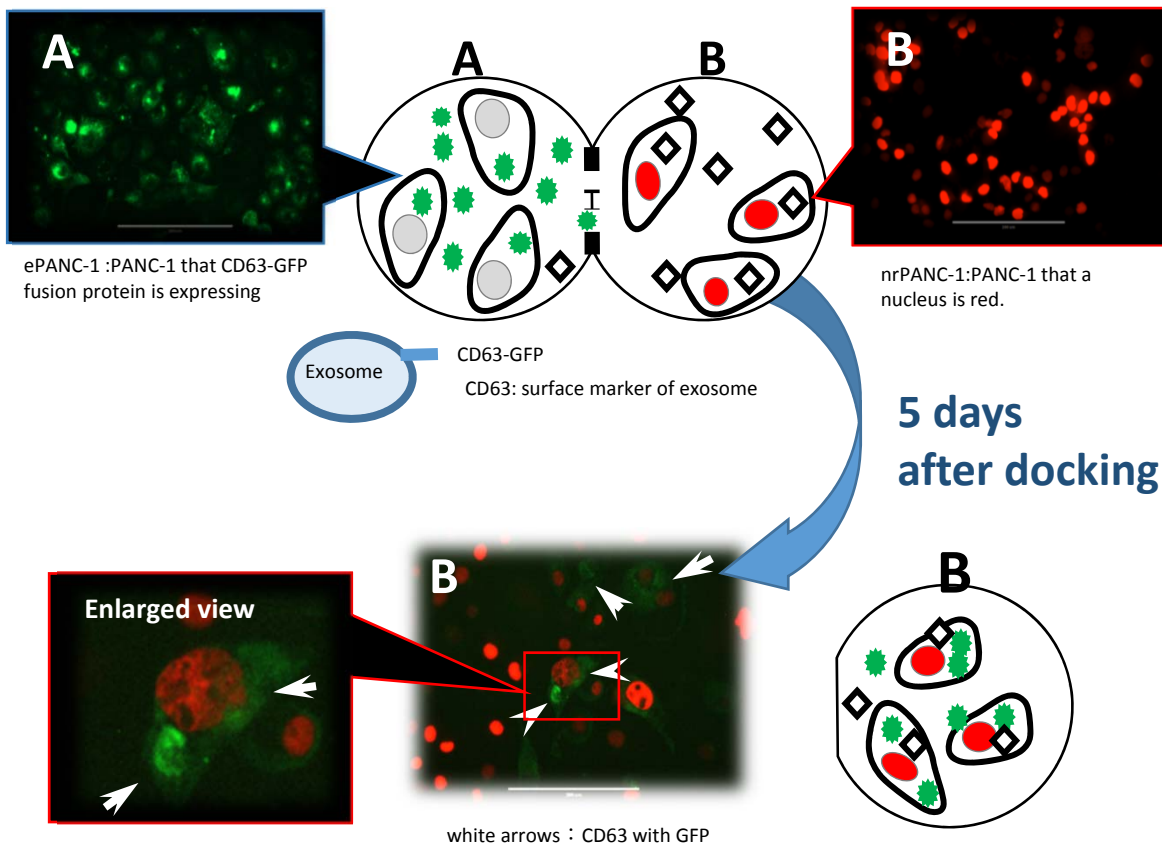 A
A
B
B
ePANC-1 :PANC-1 that CD63-GFP
fusion protein is expressing
nrPANC-1:PANC-1 that a
nucleus is red.
Exosome
CD63-GFP
CD63: surface marker of exosome
5 days
after docking
Enlarged view
B
B
white arrows：CD63 with GFP